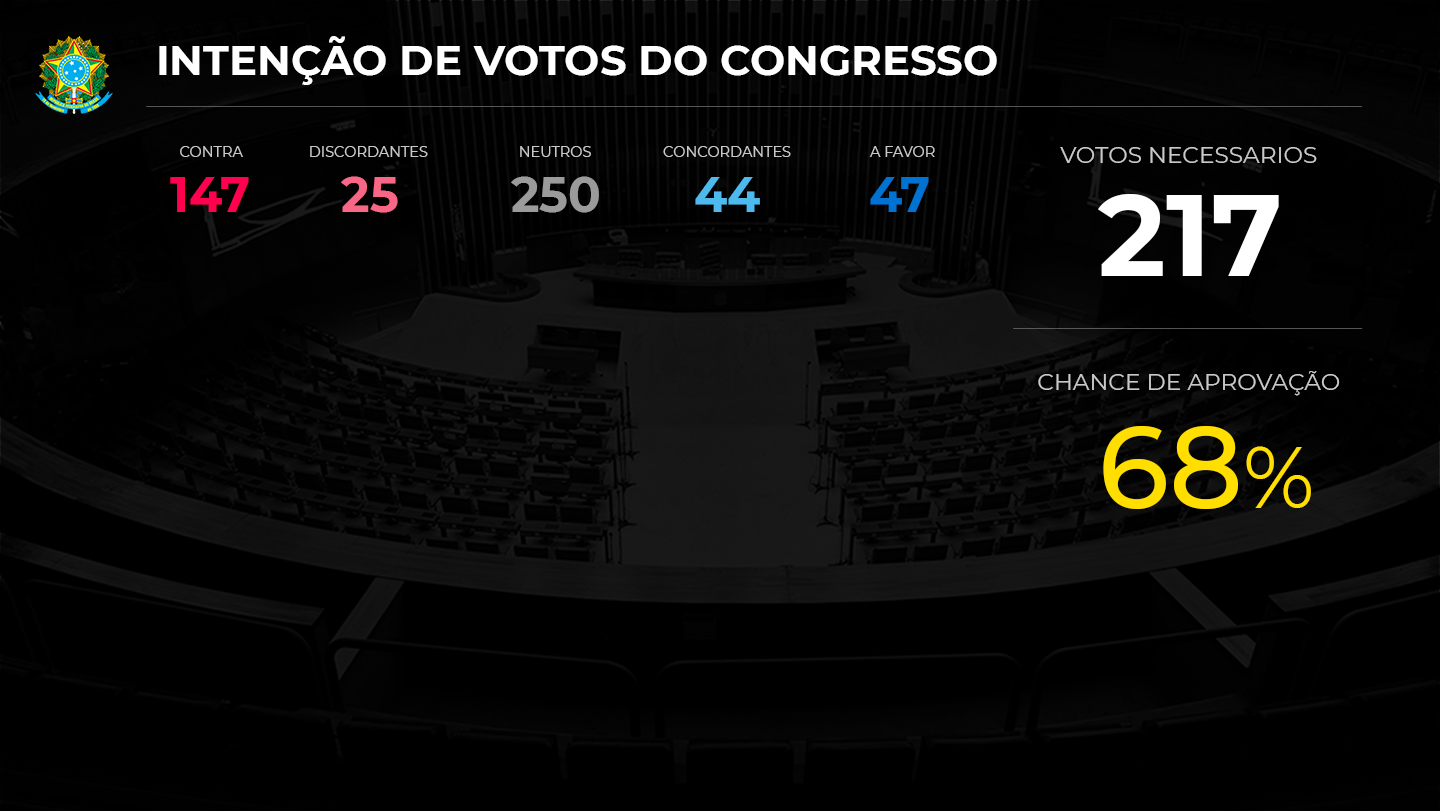 INTENÇÃO DE VOTOS DO CONGRESSO
CONTRA
147
DISCORDANTES
25
NEUTROS
250
CONCORDANTES
44
A FAVOR
47
VOTOS NECESSARIOS
217
CHANCE DE APROVAÇÃO
68%